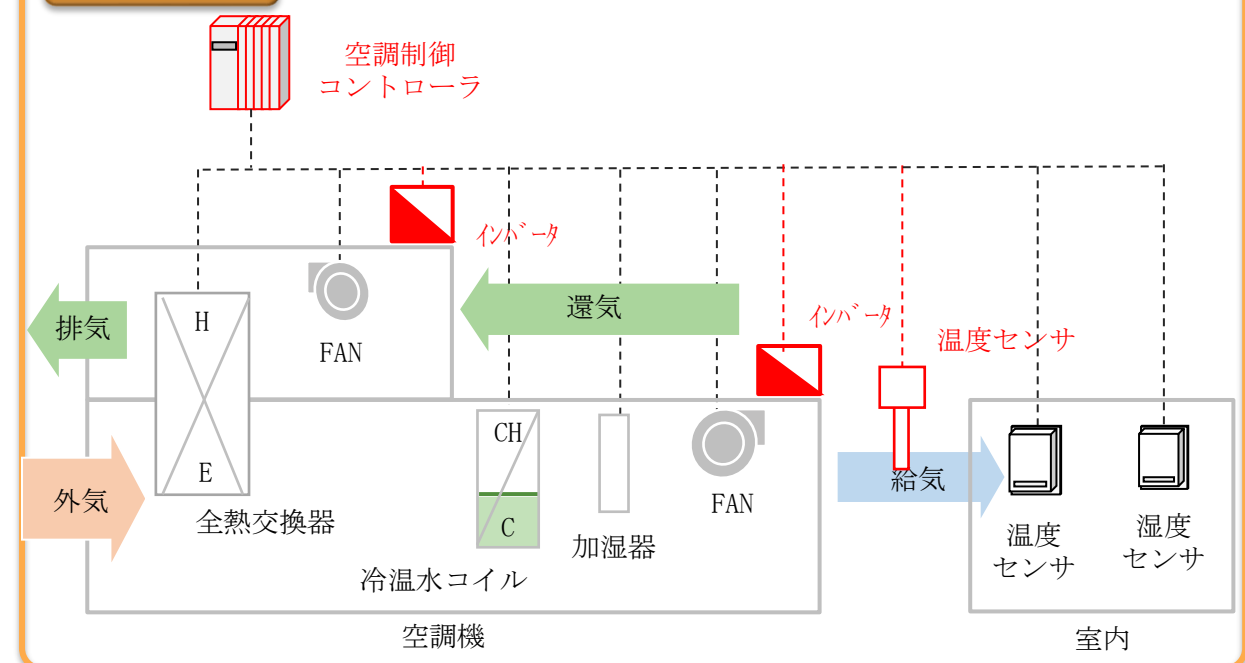 空調制御
コントローラ
ｲﾝﾊﾞｰﾀ
排気
H
FAN
還気
ｲﾝﾊﾞｰﾀ
温度センサ
外気
E
全熱交換器
CH
C
冷温水コイル
加湿器
FAN
給気
温度
センサ
湿度
センサ
空調機
室内